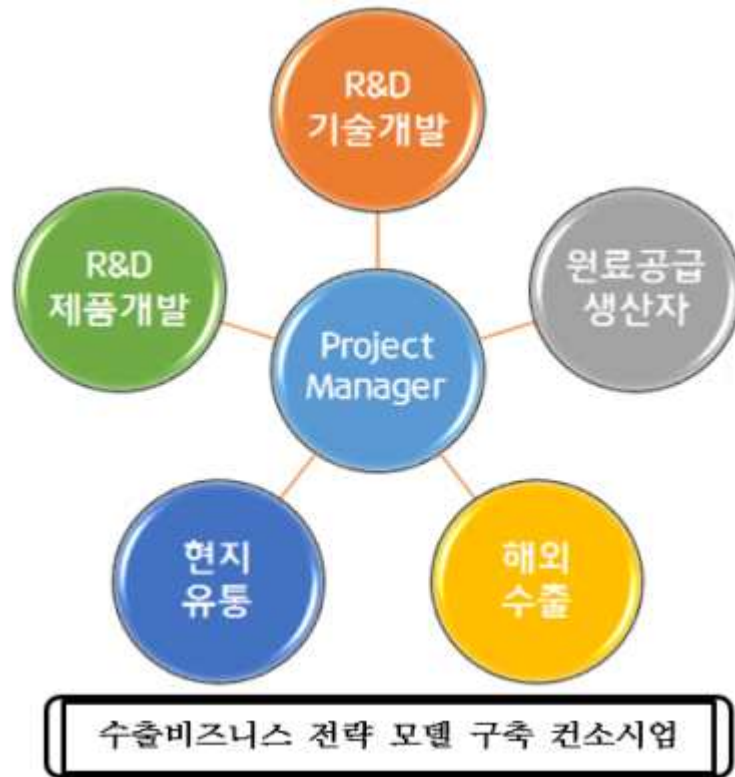 R&D
기술개발
R&D
제품개발
원료공급
생산자
Project
Manager
현지
유통
해외
수출
수출비즈니스 전략 모델 구축 컨소시엄